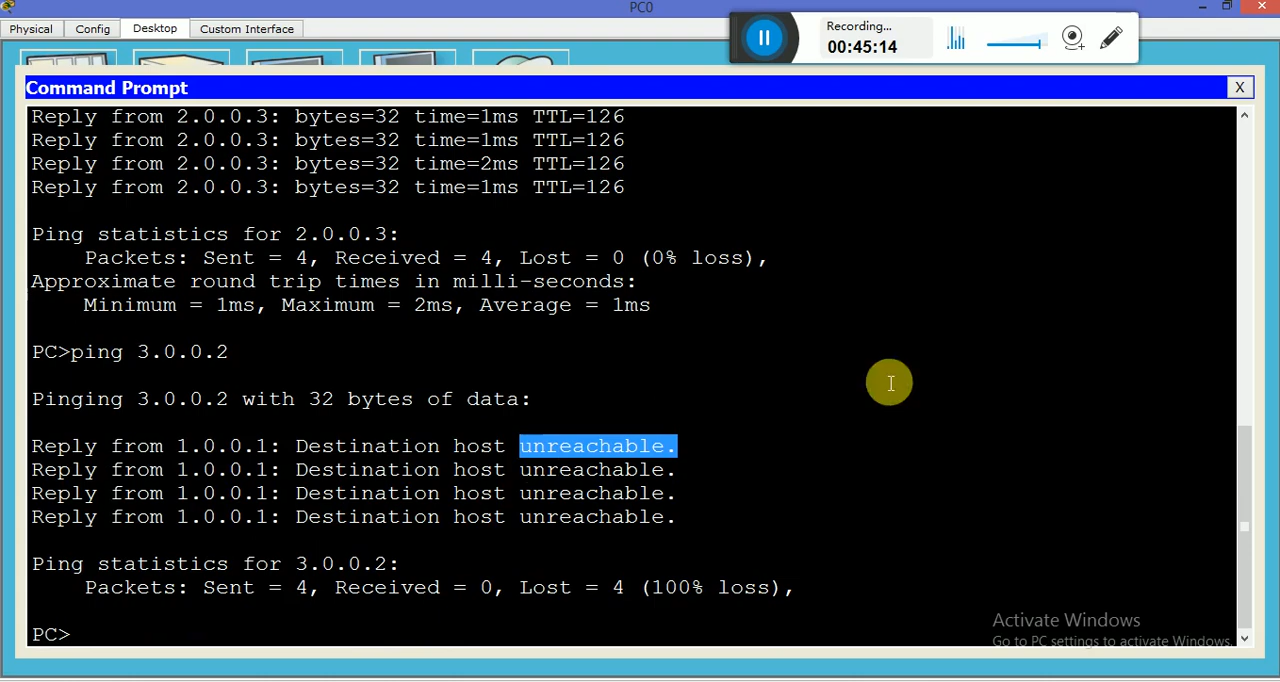 PC0
Physical
Config
Desktop
Custom Interface
Recording...
00:45:14
Command Prompt
X
Reply from 2.0.0.3: bytes=32 time=1ms TTL=126
Reply from 2.0.0.3: bytes=32 time=1ms TTL=126
Reply from 2.0.0.3: bytes=32 time=2ms TTL=126
Reply from 2.0.0.3: bytes=32 time=1ms TTL=126
Ping statistics for 2.0.0.3:
Packets: Sent = 4, Received = 4, Lost = 0 (0% loss),
Approximate round trip times in milli-seconds:
Minimum = 1ms, Maximum = 2ms, Average = 1ms
PC>ping 3.0.0.2
Pinging 3.0.0.2 with 32 bytes of data:
Reply from 1.0.0.1: Destination host unreachable.
Reply from 1.0.0.1: Destination host unreachable.
Reply from 1.0.0.1: Destination host unreachable.
Reply from 1.0.0.1: Destination host unreachable.
Ping statistics for 3.0.0.2:
Packets: Sent = 4, Received = 0, Lost = 4 (100% loss),
PC>
Activate Windows
Go to PC settings to activate Windows.